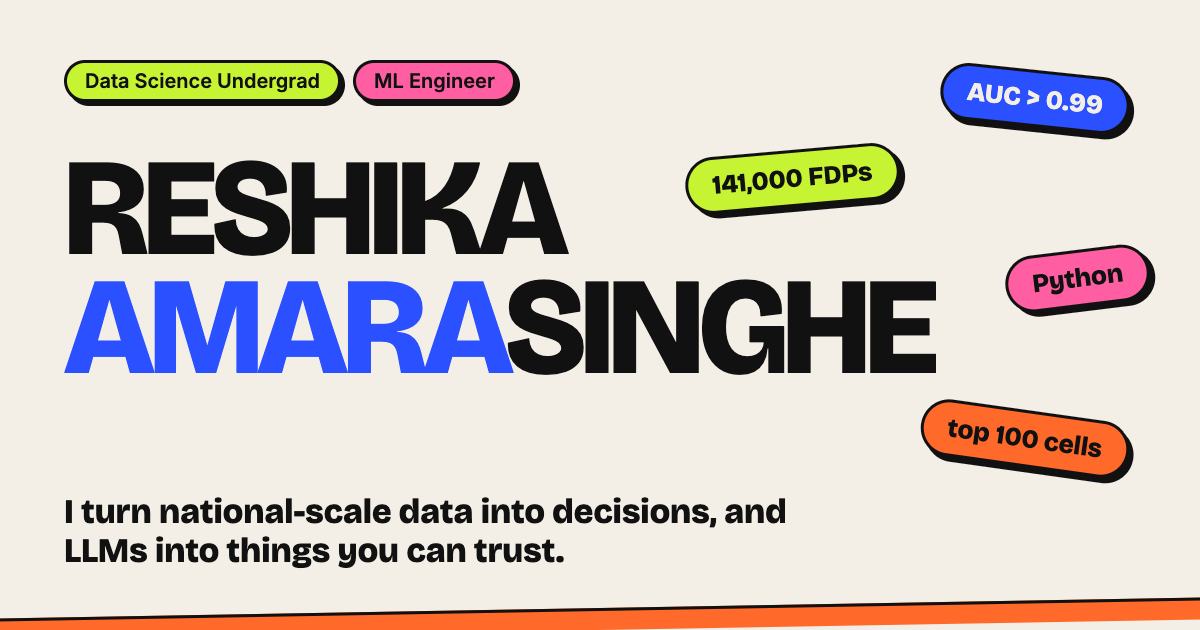 Data Science Undergrad
ML Engineer
AUC > 0.99
141,000 FDPs
RESHIKA
AMARASINGHE
Python
top 100 cells
I turn national-scale data into decisions, and
LLMs into things you can trust.